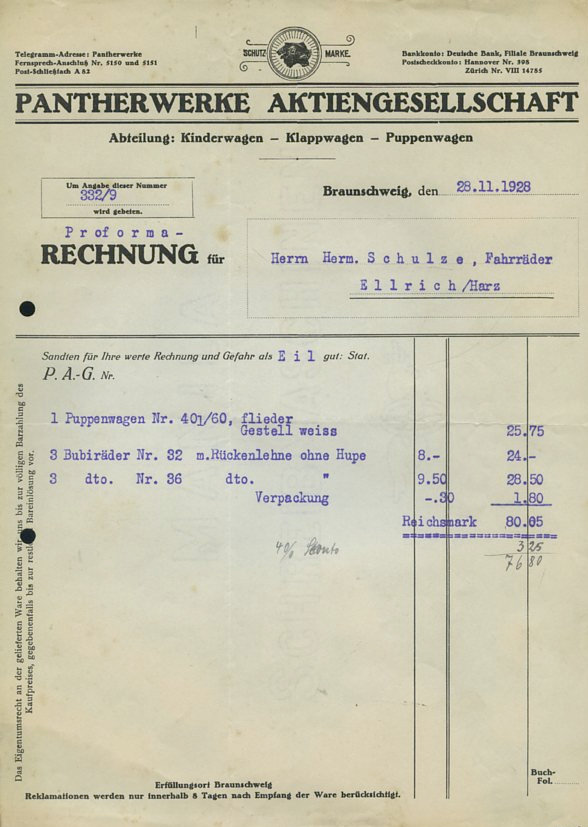 SCHUTZ MARKE.
Telegramm-Adresse: Pantherwerke
Fernsprech-Anschluß Nr. 5150 und 5151
Post-Schließfach A 82
Bankkonto: Deutsche Bank, Filiale Braunschweig
Postscheckkonto: Hannover Nr. 398
Zürich Nr. VIII 14785
PANTHERWERKE AKTIENGESELLSCHAFT
Abteilung: Kinderwagen – Klappwagen – Puppenwagen
Um Angabe dieser Nummer
332/9
wird gebeten.
Braunschweig, den 28.11.1928
Proforma-
RECHNUNG für
Herrn Herm. Schulze, Fahrräder
Ellrich/Harz
Sandten für Ihre werte Rechnung und Gefahr als Eil gut: Stat.
P. A.-G. Nr.
1 Puppenwagen Nr. 401/60, flieder
Gestell weiss 25.75
3 Bubiräder Nr. 32 m.Rückenlehne ohne Hupe 8.- 24.-
3 dto. Nr. 36 dto. " 9.50 28.50
Verpackung -.30 1.80
Reichsmark 80.05
4% Skonto 3 25
76 80
Das Eigentumsrecht an der gelieferten Ware behalten wir uns bis zur völligen Barzahlung des
Kaufpreises, gegebenenfalls bis zur restlosen Bareinlösung vor.
Erfüllungsort Braunschweig
Reklamationen werden nur innerhalb 8 Tagen nach Empfang der Ware berücksichtigt.
Buch-
Fol.